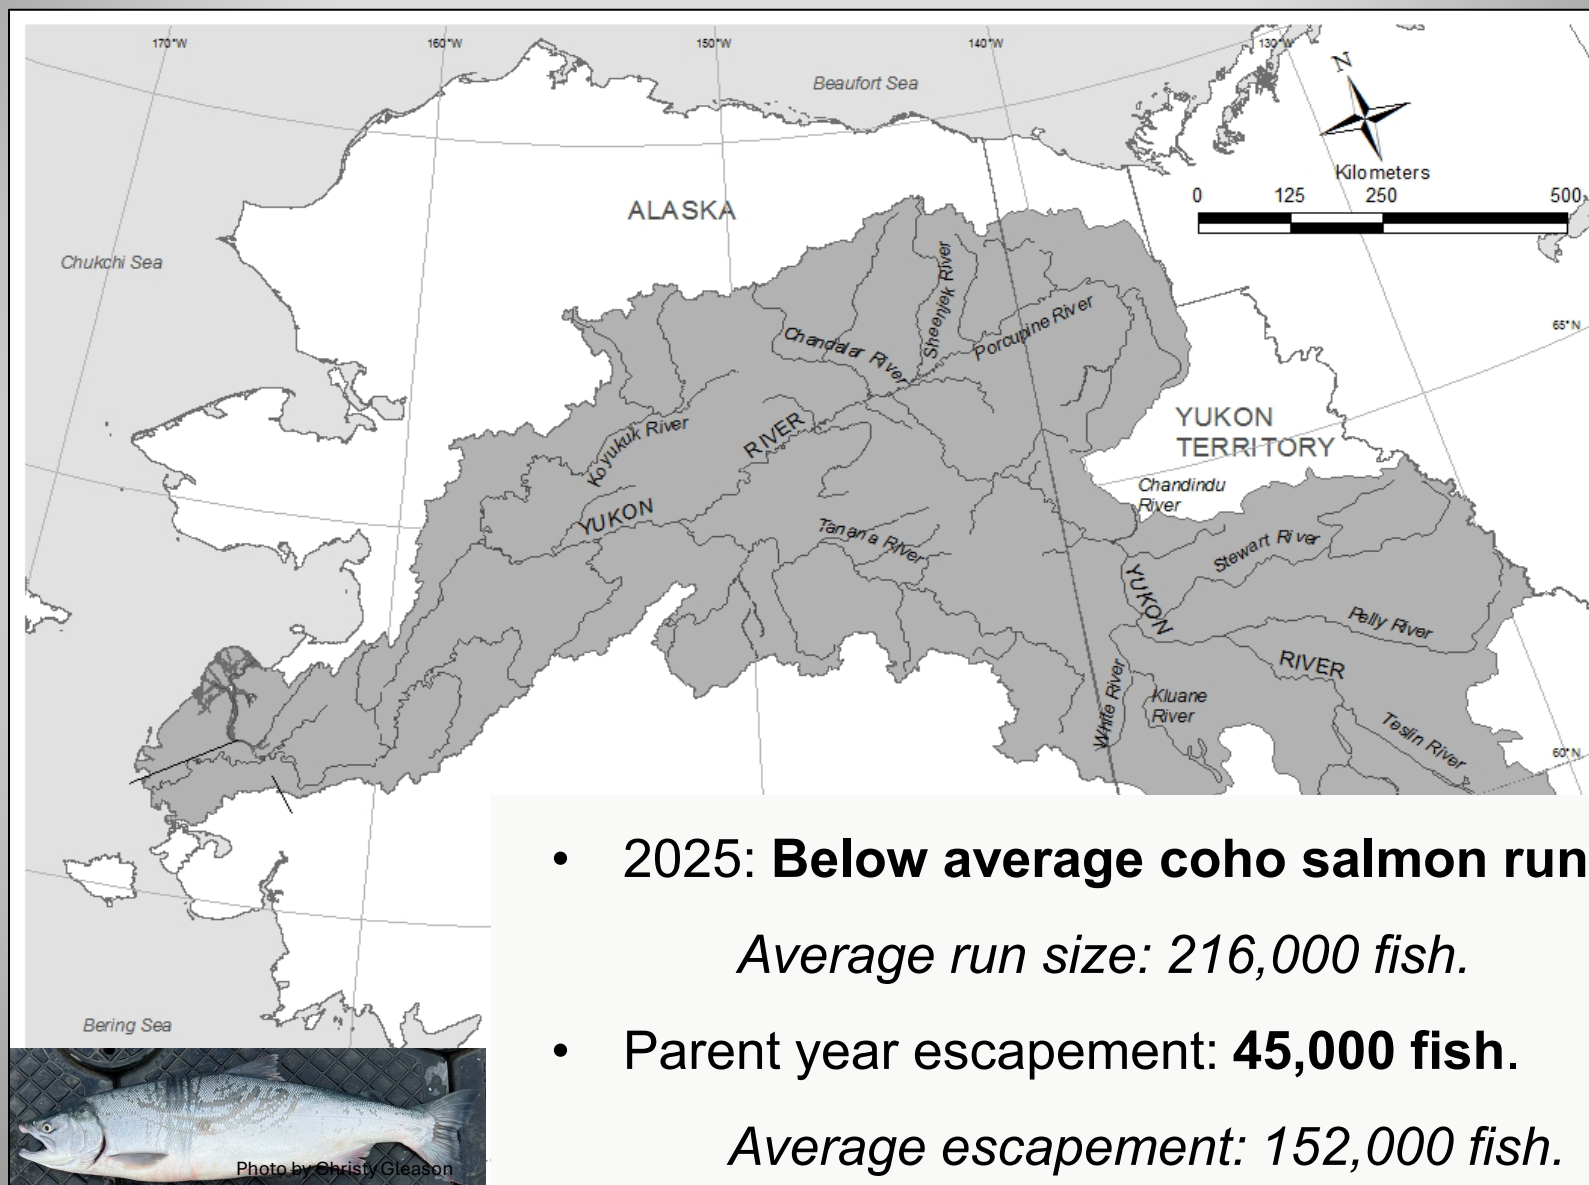 170°W
160°W
150°W
140°W
130°W
N
Beaufort Sea
Kilometers
0 125 250 500
ALASKA
Chukchi Sea
Sheenjek River
Porcupine River
Chandalar River
65°N
YUKON
TERRITORY
Koyukuk River
RIVER
YUKON
Chandindu
River
Tanana River
Stewart River
YUKON
Pelly River
RIVER
White River
Kluane
River
Teslin River
60°N
Bering Sea
• 2025: Below average coho salmon run
Average run size: 216,000 fish.
• Parent year escapement: 45,000 fish.
Average escapement: 152,000 fish.
Photo by Christy Gleason